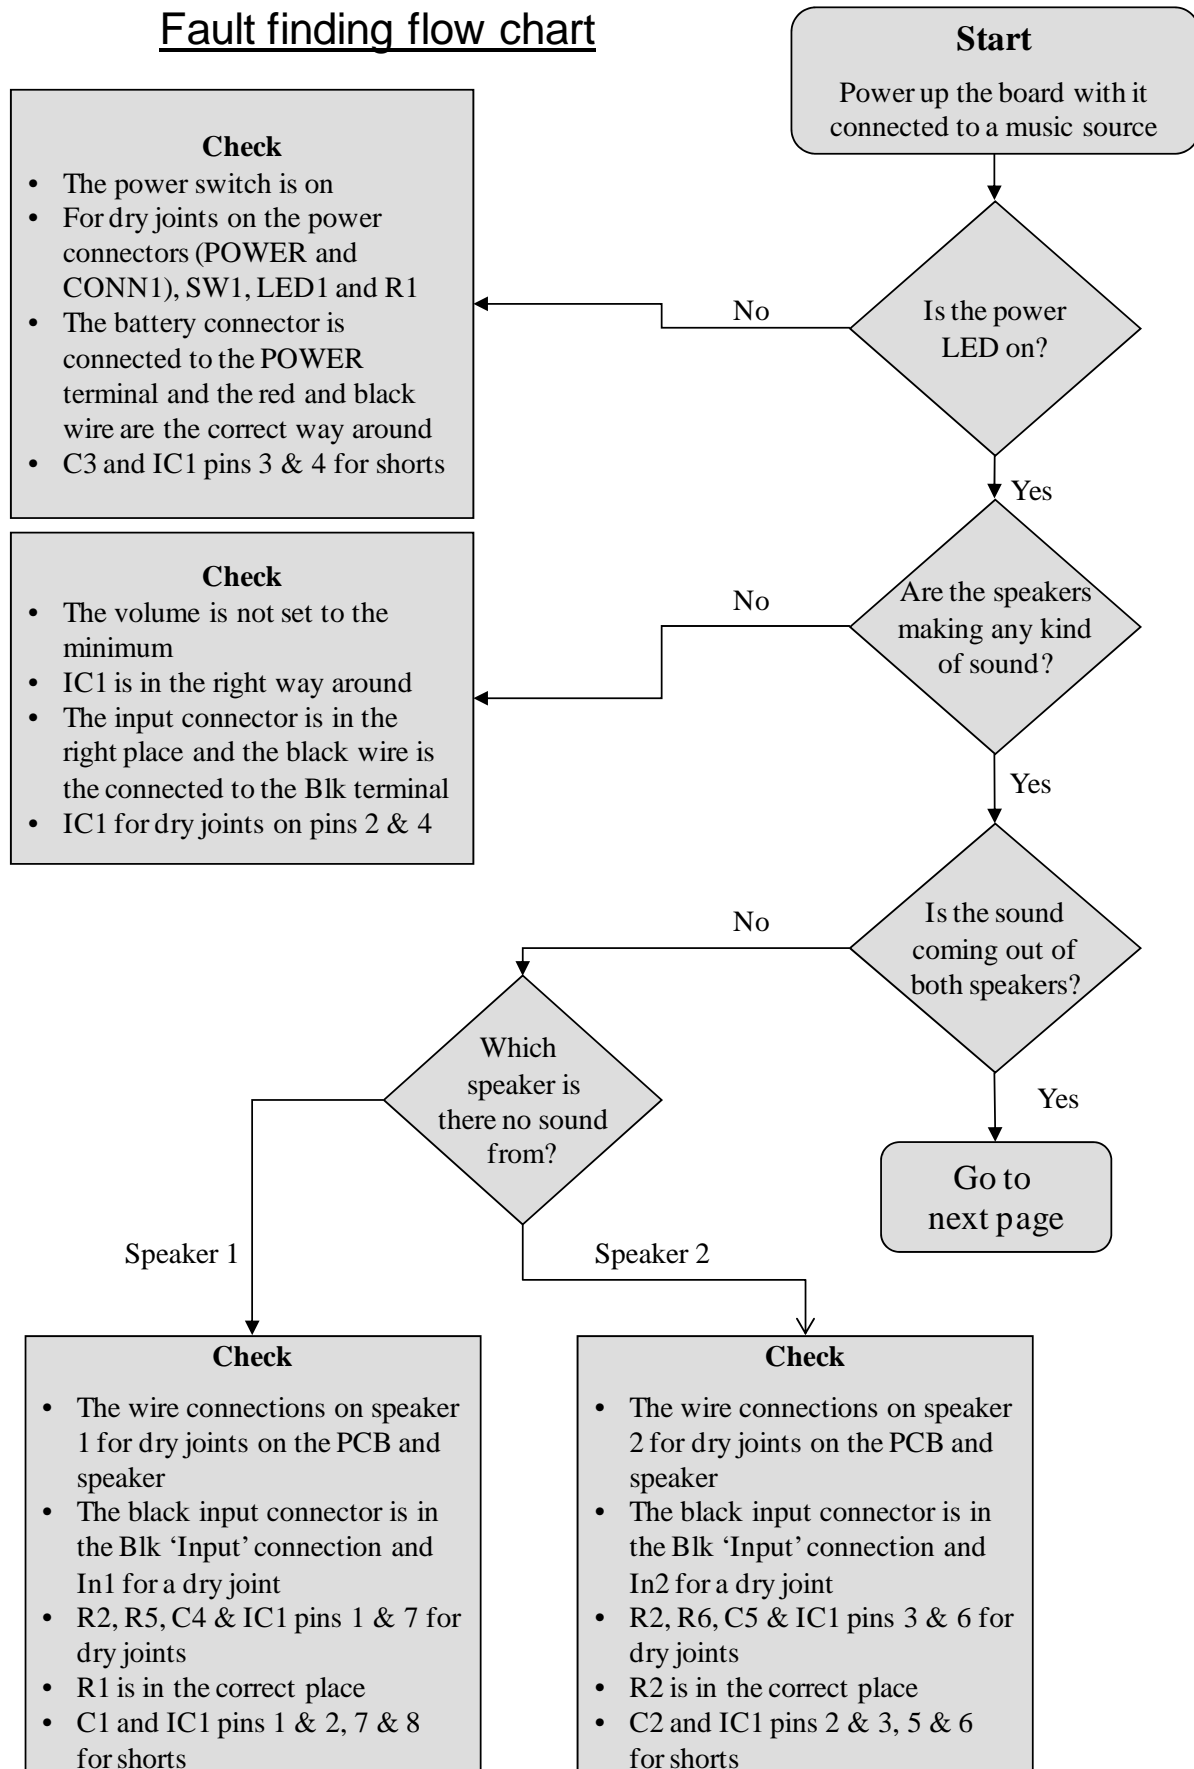 Fault finding flow chart
Start
Power up the board with it
connected to a music source
Check
• The power switch is on
• For dry joints on the power
connectors (POWER and
CONN1), SW1, LED1 and R1
• The battery connector is
connected to the POWER
terminal and the red and black
wire are the correct way around
• C3 and IC1 pins 3 & 4 for shorts
No
Is the power
LED on?
Yes
Check
• The volume is not set to the
minimum
• IC1 is in the right way around
• The input connector is in the
right place and the black wire is
the connected to the Blk terminal
• IC1 for dry joints on pins 2 & 4
No
Are the speakers
making any kind
of sound?
Yes
No
Is the sound
coming out of
both speakers?
Yes
Go to
next page
Which
speaker is
there no sound
from?
Speaker 1
Speaker 2
Check
• The wire connections on speaker
1 for dry joints on the PCB and
speaker
• The black input connector is in
the Blk ‘Input’ connection and
In1 for a dry joint
• R2, R5, C4 & IC1 pins 1 & 7 for
dry joints
• R1 is in the correct place
• C1 and IC1 pins 1 & 2, 7 & 8
for shorts
Check
• The wire connections on speaker
2 for dry joints on the PCB and
speaker
• The black input connector is in
the Blk ‘Input’ connection and
In2 for a dry joint
• R2, R6, C5 & IC1 pins 3 & 6 for
dry joints
• R2 is in the correct place
• C2 and IC1 pins 2 & 3, 5 & 6
for shorts